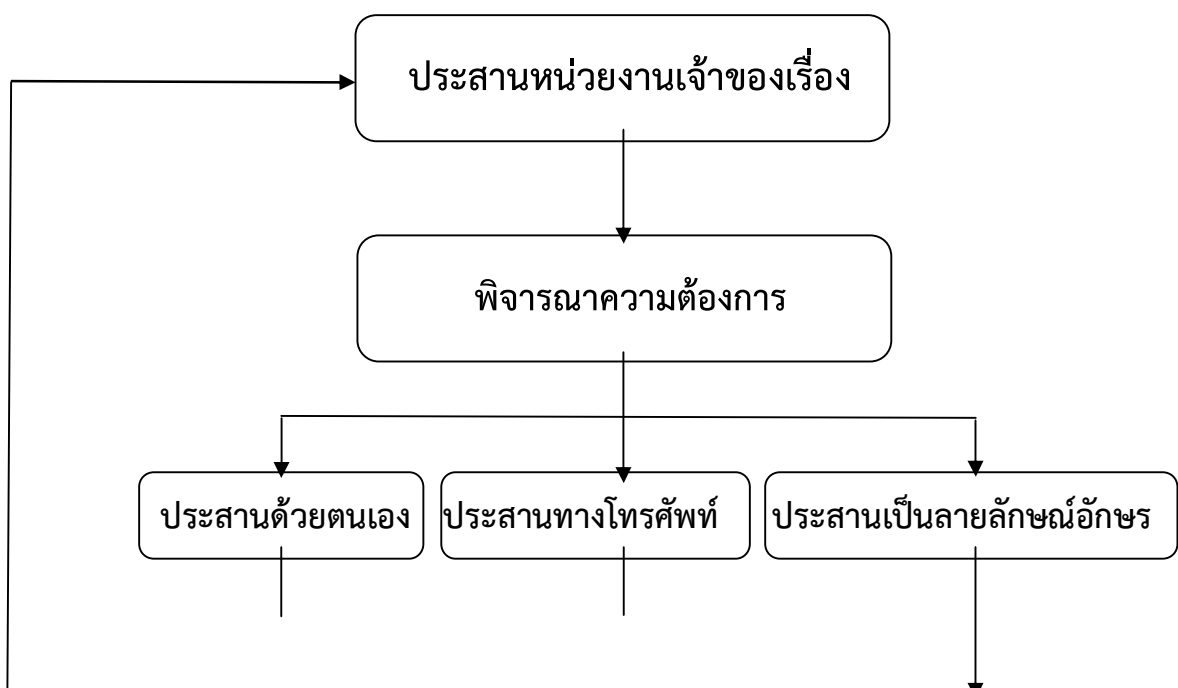 ประสานหน่วยงานเจ้าของเรื่อง
พิจารณาความต้องการ
ประสานด้วยตนเอง
ประสานทางโทรศัพท์
ประสานเป็นลายลักษณ์อักษร